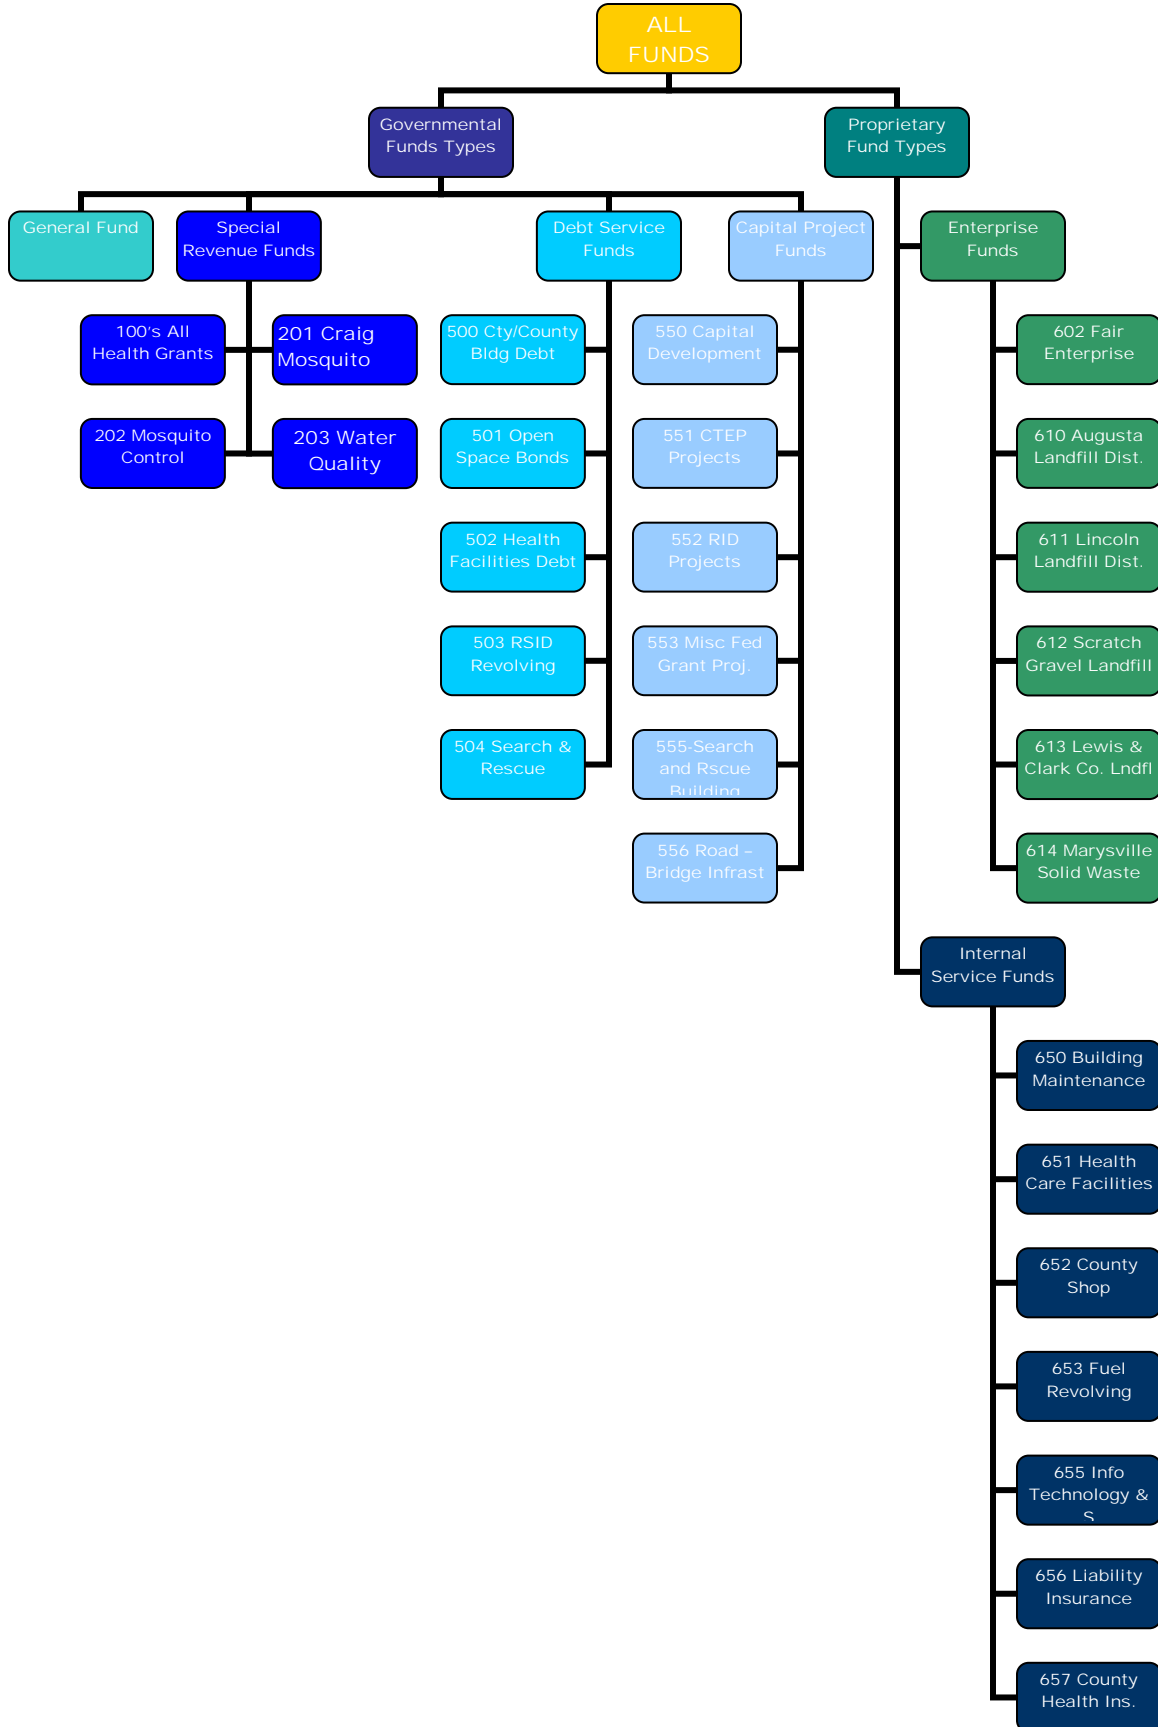 ALL
FUNDS
Governmental
Funds Types
Proprietary
Fund Types
General Fund
Special
Revenue Funds
Debt Service
Funds
Capital Project
Funds
Enterprise
Funds
100's All
Health Grants
201 Craig
Mosquito
500 Cty/County
Bldg Debt
550 Capital
Development
602 Fair
Enterprise
202 Mosquito
Control
203 Water
Quality
501 Open
Space Bonds
551 CTEP
Projects
610 Augusta
Landfill Dist.
502 Health
Facilities Debt
552 RID
Projects
611 Lincoln
Landfill Dist.
503 RSID
Revolving
553 Misc Fed
Grant Proj.
612 Scratch
Gravel Landfill
504 Search &
Rescue
555-Search
and Rscue
Building
613 Lewis &
Clark Co. Lndfl
556 Road –
Bridge Infrast
614 Marysville
Solid Waste
Internal
Service Funds
650 Building
Maintenance
651 Health
Care Facilities
652 County
Shop
653 Fuel
Revolving
655 Info
Technology &
S
656 Liability
Insurance
657 County
Health Ins.